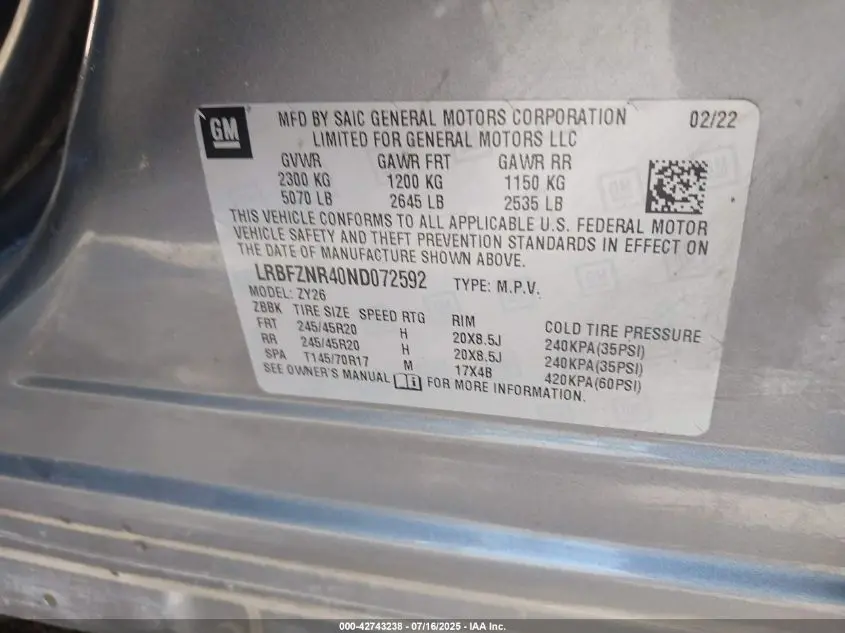 GM
MFD BY SAIC GENERAL MOTORS CORPORATION 02/22
LIMITED FOR GENERAL MOTORS LLC
GVWR GAWR FRT GAWR RR
2300 KG 1200 KG 1150 KG
5070 LB 2645 LB 2535 LB
THIS VEHICLE CONFORMS TO ALL APPLICABLE U.S. FEDERAL MOTOR
VEHICLE SAFETY AND THEFT PREVENTION STANDARDS IN EFFECT ON
THE DATE OF MANUFACTURE SHOWN ABOVE.
LRBFZNR40ND072592 TYPE: M.P.V.
MODEL: ZY26
ZBBK TIRE SIZE SPEED RTG RIM COLD TIRE PRESSURE
FRT 245/45R20 H 20X8.5J 240KPA(35PSI)
RR 245/45R20 H 20X8.5J 240KPA(35PSI)
SPA T145/70R17 M 17X4B 420KPA(60PSI)
SEE OWNER'S MANUAL FOR MORE INFORMATION.
000-42743238 - 07/16/2025 - IAA Inc.